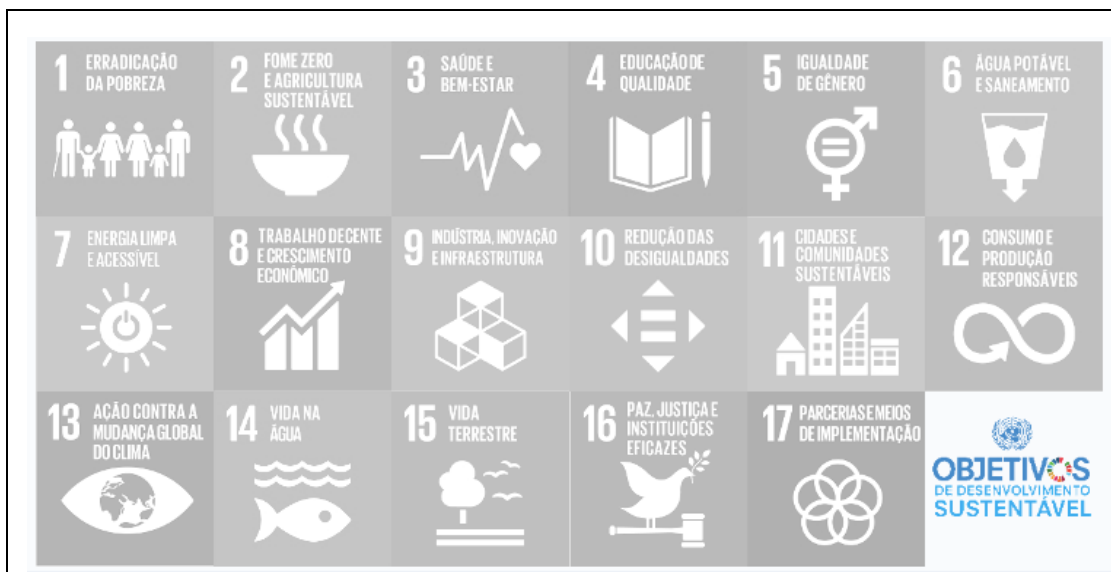 1 ERRADICAÇÃO
DA POBREZA
2 FOME ZERO
E AGRICULTURA
SUSTENTÁVEL
3 SAÚDE E
BEM-ESTAR
4 EDUCAÇÃO DE
QUALIDADE
5 IGUALDADE
DE GÊNERO
6 ÁGUA POTÁVEL
E SANEAMENTO
7 ENERGIA LIMPA
E ACESSÍVEL
8 TRABALHO DECENTE
E CRESCIMENTO
ECONÔMICO
9 INDÚSTRIA, INOVAÇÃO
E INFRAESTRUTURA
10 REDUÇÃO DAS
DESIGUALDADES
11 CIDADES E
COMUNIDADES
SUSTENTÁVEIS
12 CONSUMO E
PRODUÇÃO
RESPONSÁVEIS
13 AÇÃO CONTRA A
MUDANÇA GLOBAL
DO CLIMA
14 VIDA NA
ÁGUA
15 VIDA
TERRESTRE
16 PAZ, JUSTIÇA E
INSTITUIÇÕES
EFICAZES
17 PARCERIAS E MEIOS
DE IMPLEMENTAÇÃO
OBJETIVOS
DE DESENVOLVIMENTO
SUSTENTÁVEL